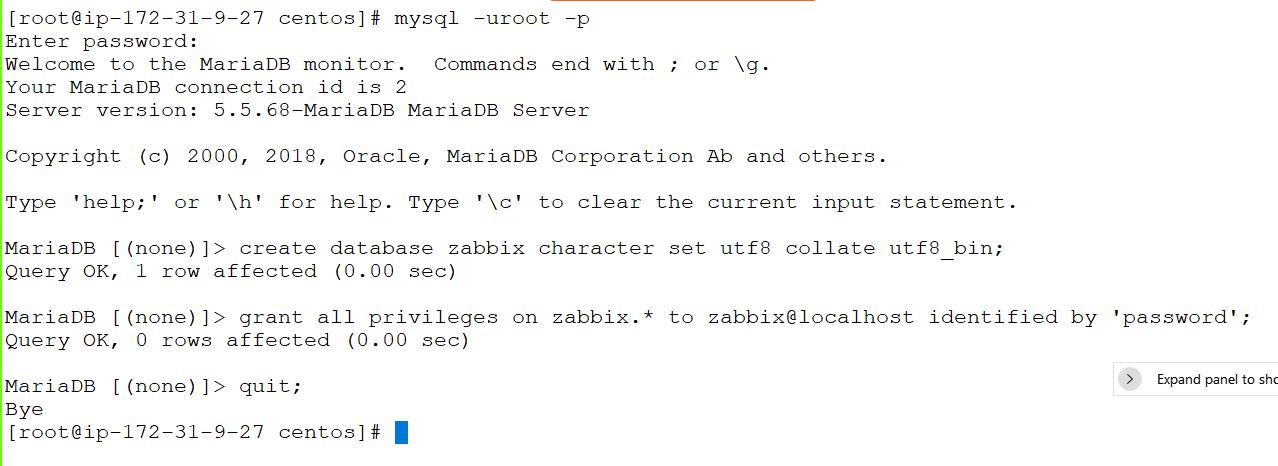 [root@ip-172-31-9-27 centos]# mysql -uroot -p
Enter password:
Welcome to the MariaDB monitor.  Commands end with ; or \g.
Your MariaDB connection id is 2
Server version: 5.5.68-MariaDB MariaDB Server
Copyright (c) 2000, 2018, Oracle, MariaDB Corporation Ab and others.
Type 'help;' or '\h' for help. Type '\c' to clear the current input statement.
MariaDB [(none)]> create database zabbix character set utf8 collate utf8_bin;
Query OK, 1 row affected (0.00 sec)
MariaDB [(none)]> grant all privileges on zabbix.* to zabbix@localhost identified by 'password';
Query OK, 0 rows affected (0.00 sec)
MariaDB [(none)]> quit;
Expand panel to sho
Bye
[root@ip-172-31-9-27 centos]#